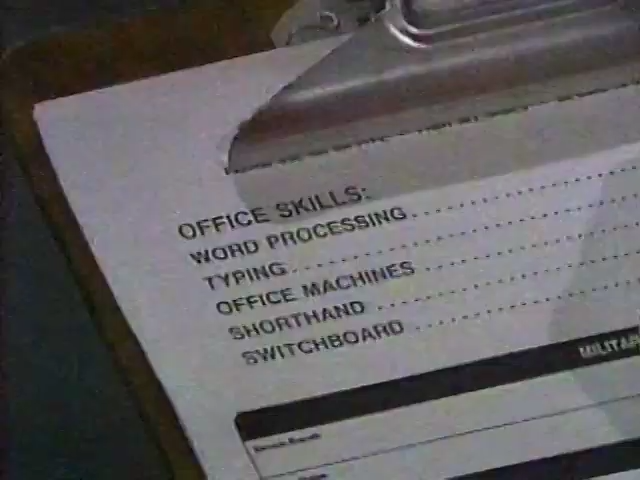 OFFICE SKILLS:
WORD PROCESSING
TYPING
OFFICE MACHINES
SHORTHAND
SWITCHBOARD